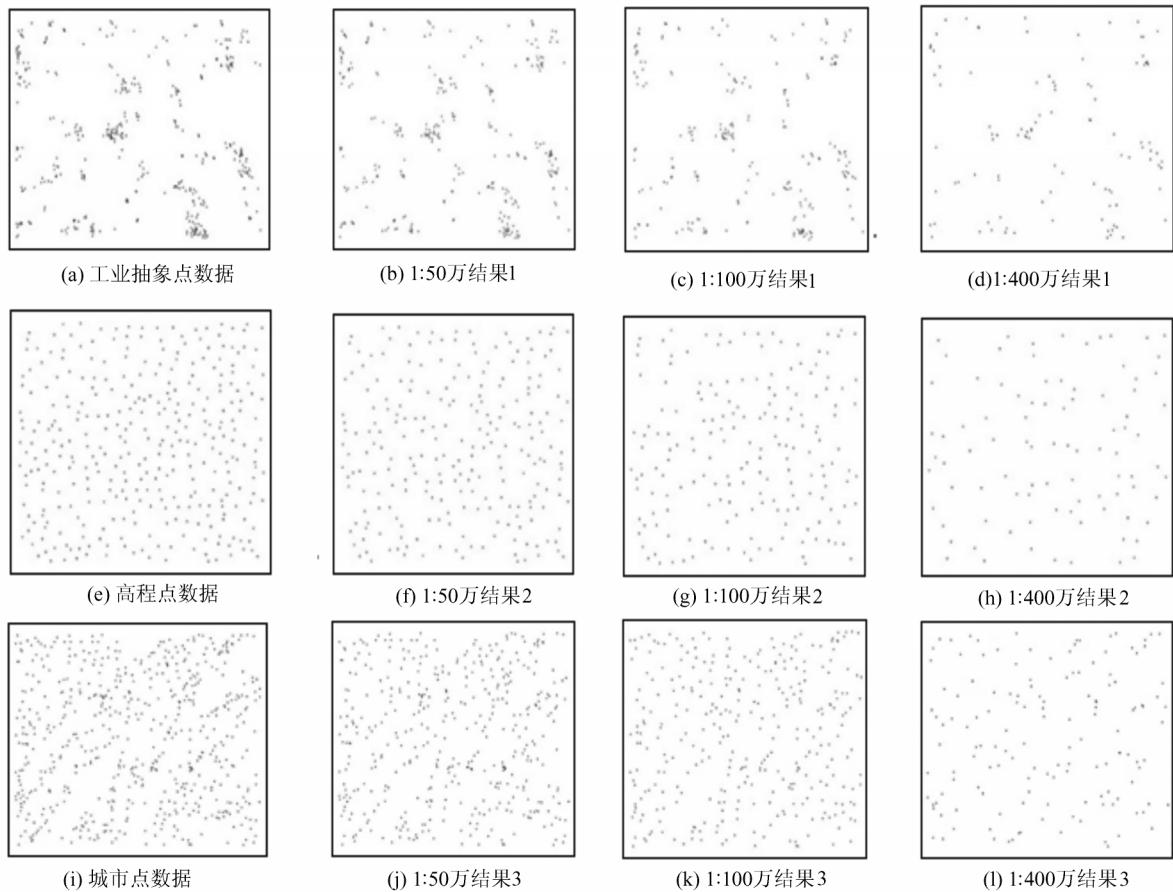 (a) 工业抽象点数据
(b) 1:50万结果1
(c) 1:100万结果1
(d)1:400万结果1
(e) 高程点数据
(f) 1:50万结果2
(g) 1:100万结果2
(h) 1:400万结果2
(i) 城市点数据
(j) 1:50万结果3
(k) 1:100万结果3
(l) 1:400万结果3